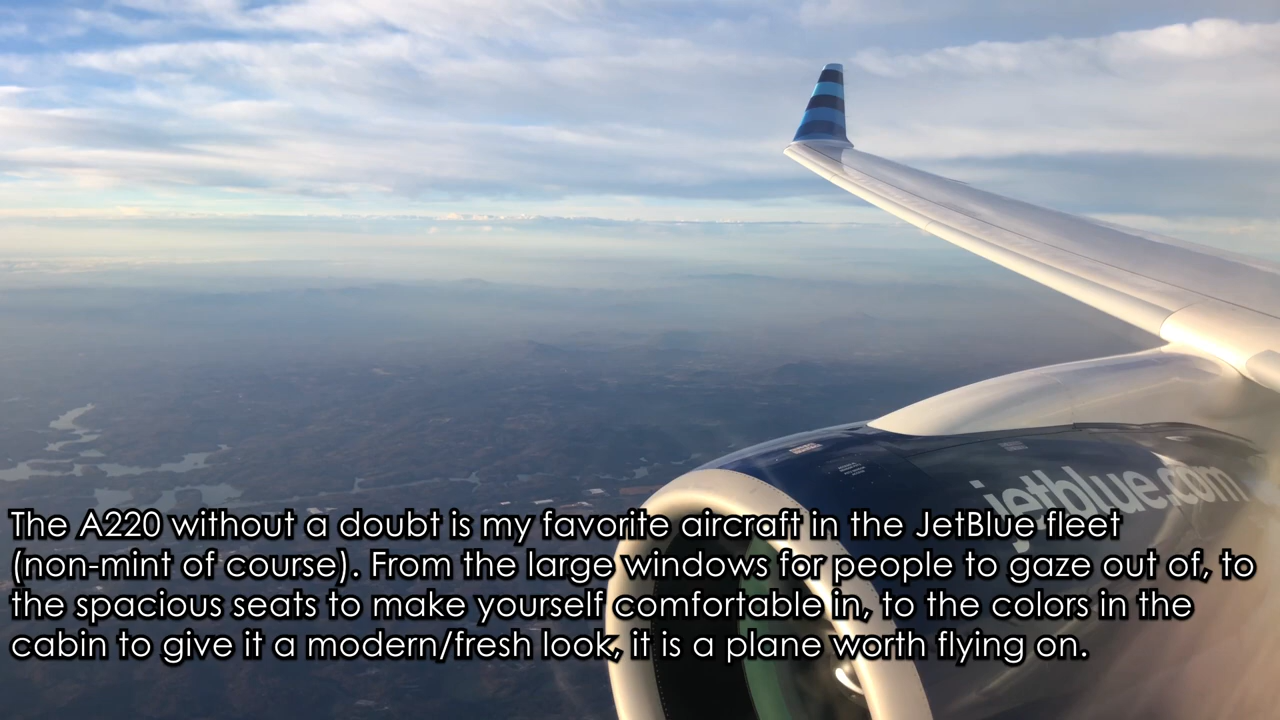 jetblue.com
The A220 without a doubt is my favorite aircraft in the JetBlue fleet
(non-mint of course). From the large windows for people to gaze out of, to
the spacious seats to make yourself comfortable in, to the colors in the
cabin to give it a modern/fresh look, it is a plane worth flying on.